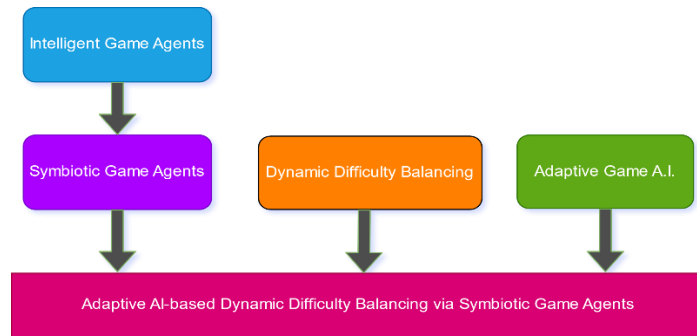 Intelligent Game Agents
Symbiotic Game Agents
Dynamic Difficulty Balancing
Adaptive Game A.I.
Adaptive AI-based Dynamic Difficulty Balancing via Symbiotic Game Agents